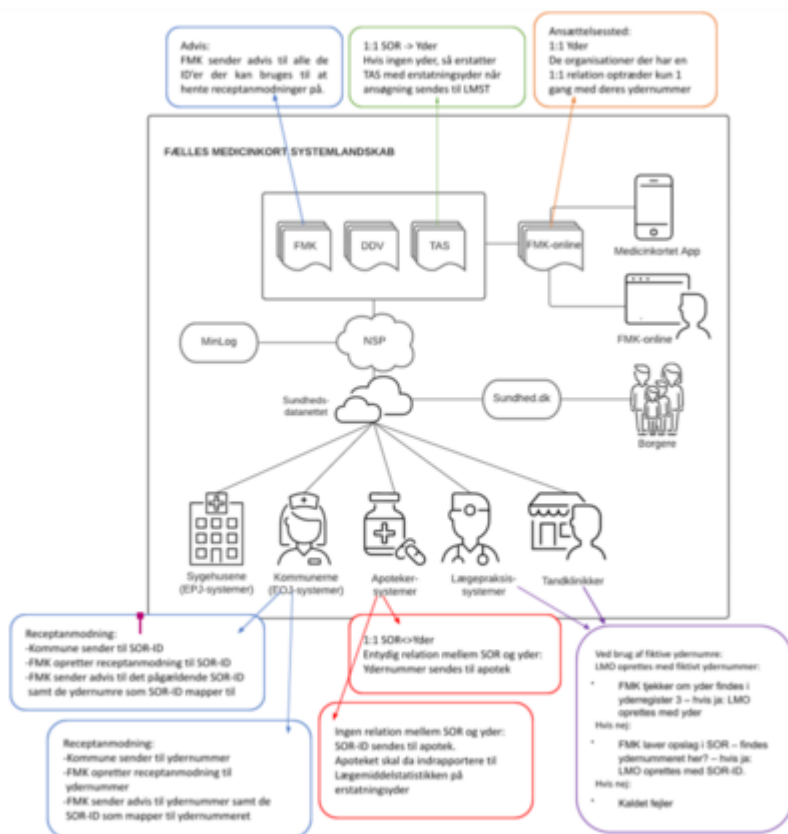 Advis:
FMK sender advis til alle de
ID'er der kan bruges til at
hente receptanmodninger på.
1:1 SOR -> Yder
Hvis ingen yder, så erstatter
TAS med erstatningsyder når
ansøgning sendes til LMST
Ansættelsessted:
1:1 Yder
De organisationer der har en
1:1 relation optræder kun 1
gang med deres ydernummer
FÆLLES MEDICINKORT SYSTEMLANDSKAB
FMK
DDV
TAS
FMK-online
Medicinkortet App
FMK-online
MinLog
NSP
Sundheds-
datanettet
Sundhed.dk
Borgere
Sygehusene
(EPJ-systemer)
Kommunerne
(EOJ-systemer)
Apoteker-
systemer
Lægepraksis-
systemer
Tandklinikker
Receptanmodning:
-Kommune sender til SOR-ID
-FMK opretter receptanmodning til SOR-ID
-FMK sender advis til det pågældende SOR-ID
samt de ydernumre som SOR-ID mapper til
1:1 SOR<>Yder
Entydig relation mellem SOR og yder:
Ydernummer sendes til apotek
Ved brug af fiktive ydernumre:
LMO oprettes med fiktivt ydernummer:
• FMK tjekker om yder findes i
yderregister 3 – hvis ja: LMO
oprettes med yder
Hvis nej:
• FMK laver opslag i SOR – findes
ydernummeret her? – hvis ja:
LMO oprettes med SOR-ID.
Hvis nej:
• Kaldet fejler
Receptanmodning:
-Kommune sender til ydernummer
-FMK opretter receptanmodning til
ydernummer
-FMK sender advis til ydernummer samt de
SOR-ID som mapper til ydernummeret
Ingen relation mellem SOR og yder:
SOR-ID sendes til apotek.
Apoteket skal da indrapportere til
Lægemiddelstatistikken på
erstatningsyder